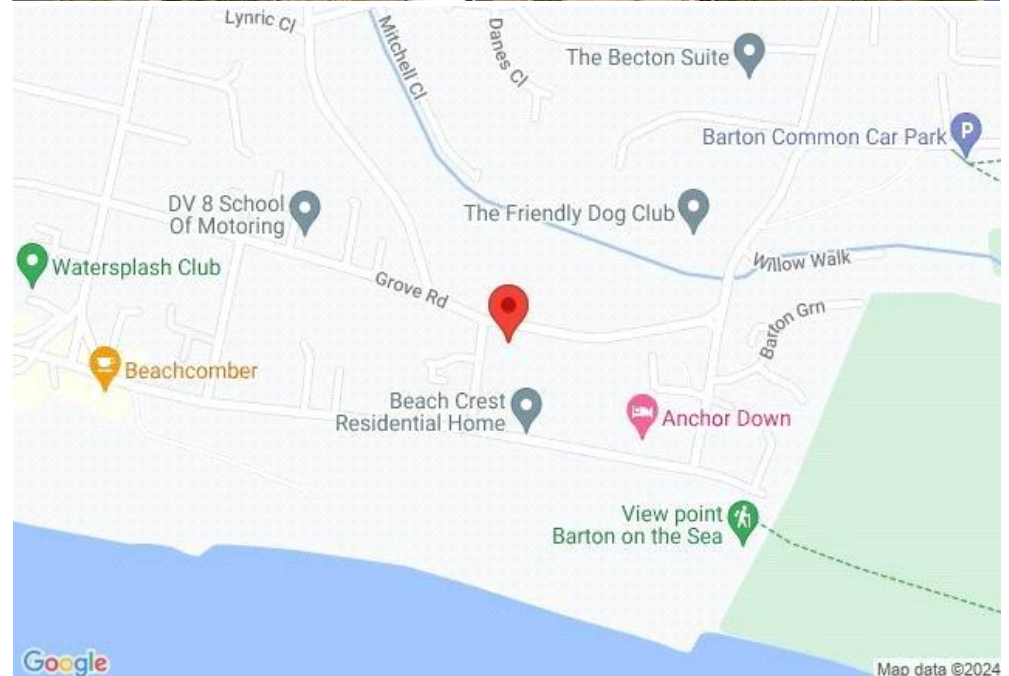 Lynric Cl
Mitchell Cl
Danes Cl
The Becton Suite
Barton Common Car Park
P
DV 8 School
Of Motoring
The Friendly Dog Club
Watersplash Club
Grove Rd
Willow Walk
Barton Grn
Beachcomber
Beach Crest
Residential Home
Anchor Down
View point
Barton on the Sea
Google
Map data ©2024